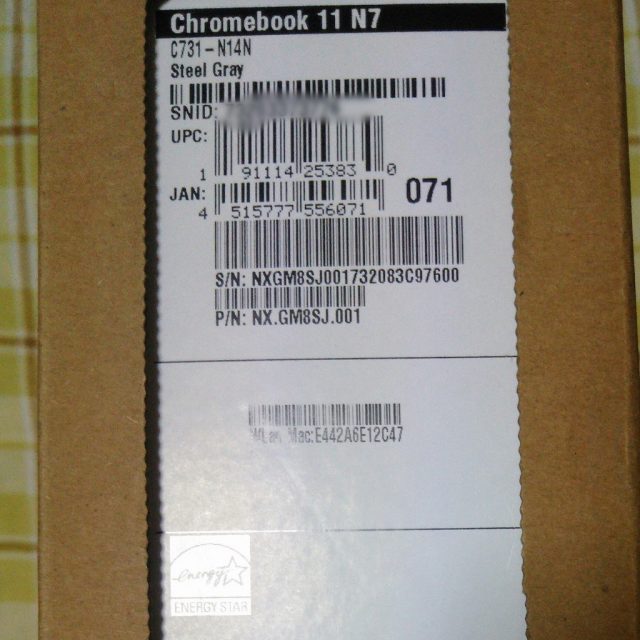 Chromebook 11 N7
C731-N14N
Steel Gray
SNID:
UPC:
1 91114 25383 0
JAN:
071
4 515777 556071
S/N: NXGM8SJ001732083C97600
P/N: NX.GM8SJ.001
WLan Mac:E442A6E12C47
energy
ENERGY STAR